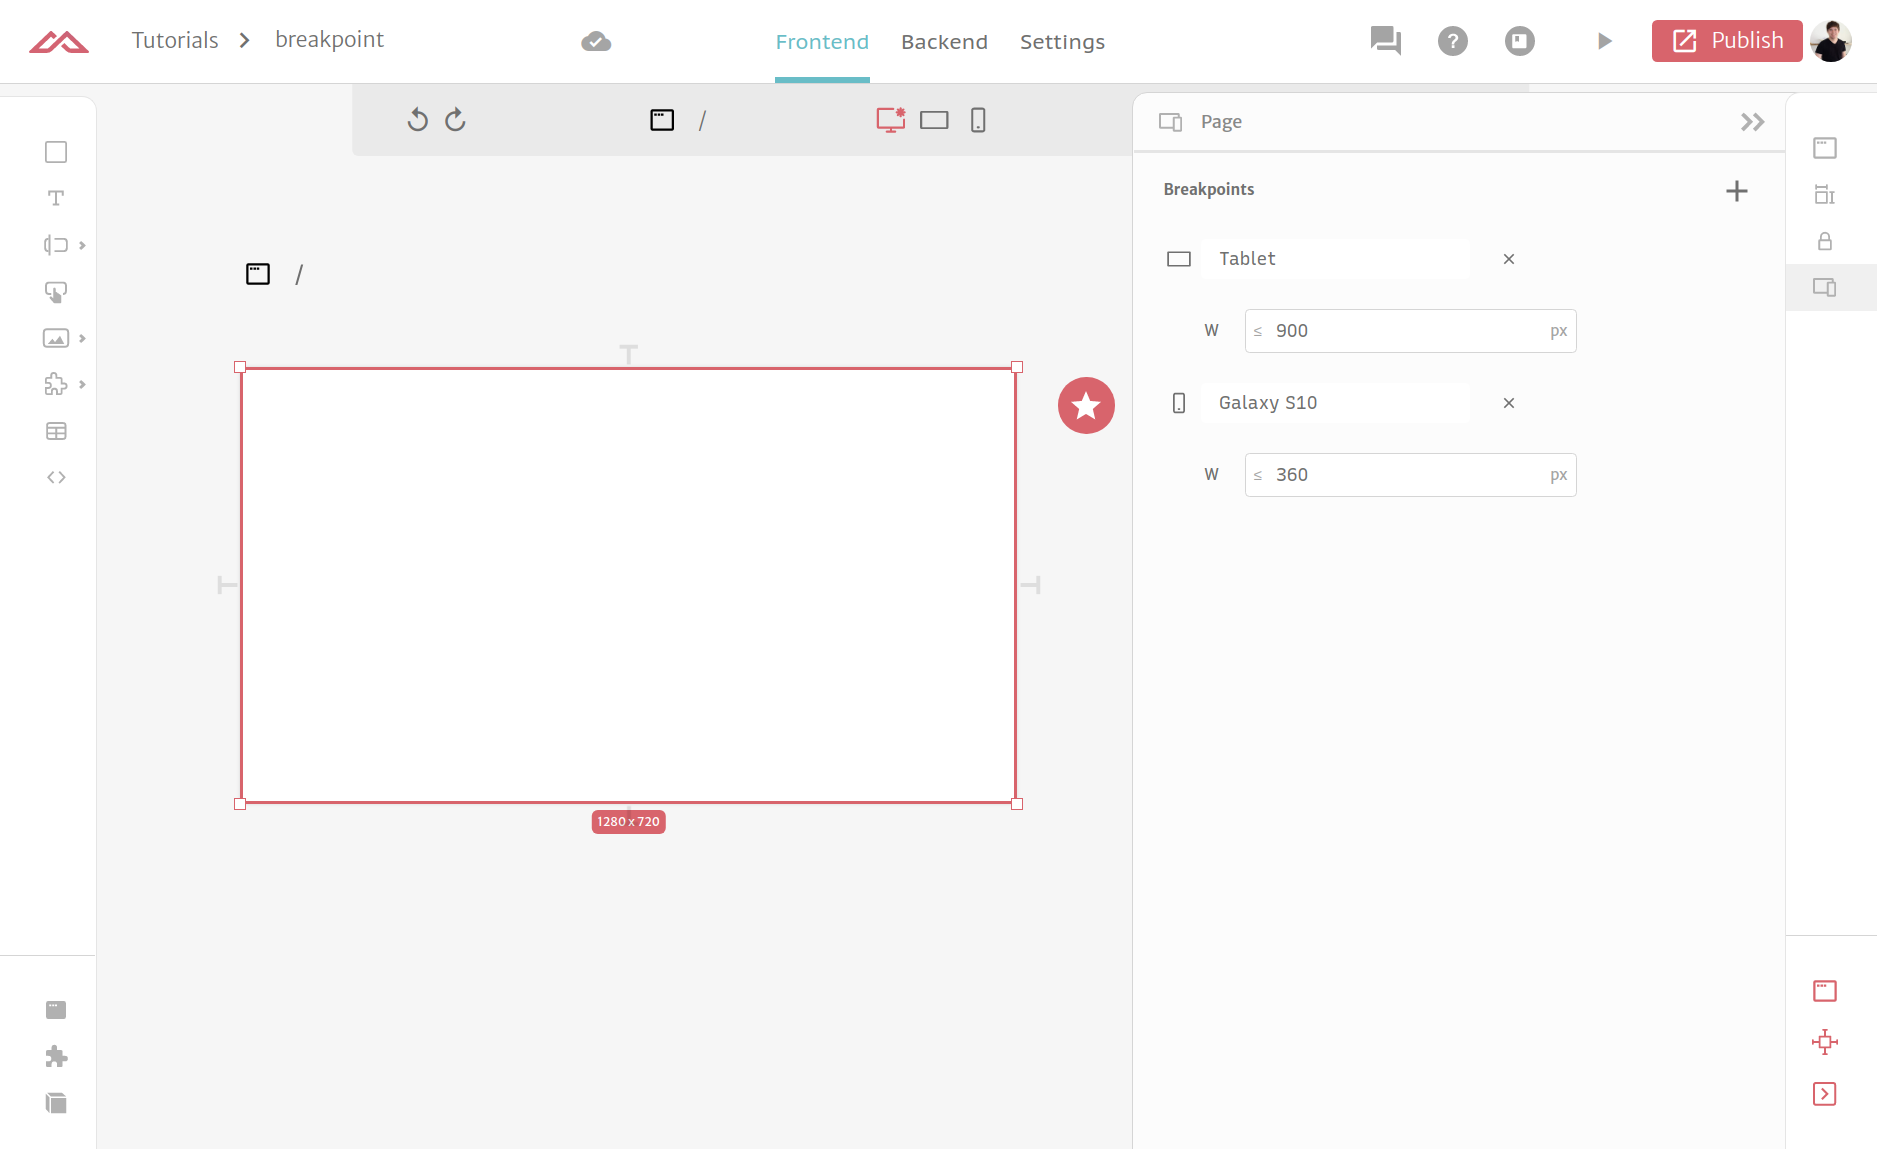 Tutorials breakpoint
Frontend Backend Settings
Publish
/
/
1280 x 720
Page
Breakpoints
Tablet
W ≤ 900 px
Galaxy S10
W ≤ 360 px